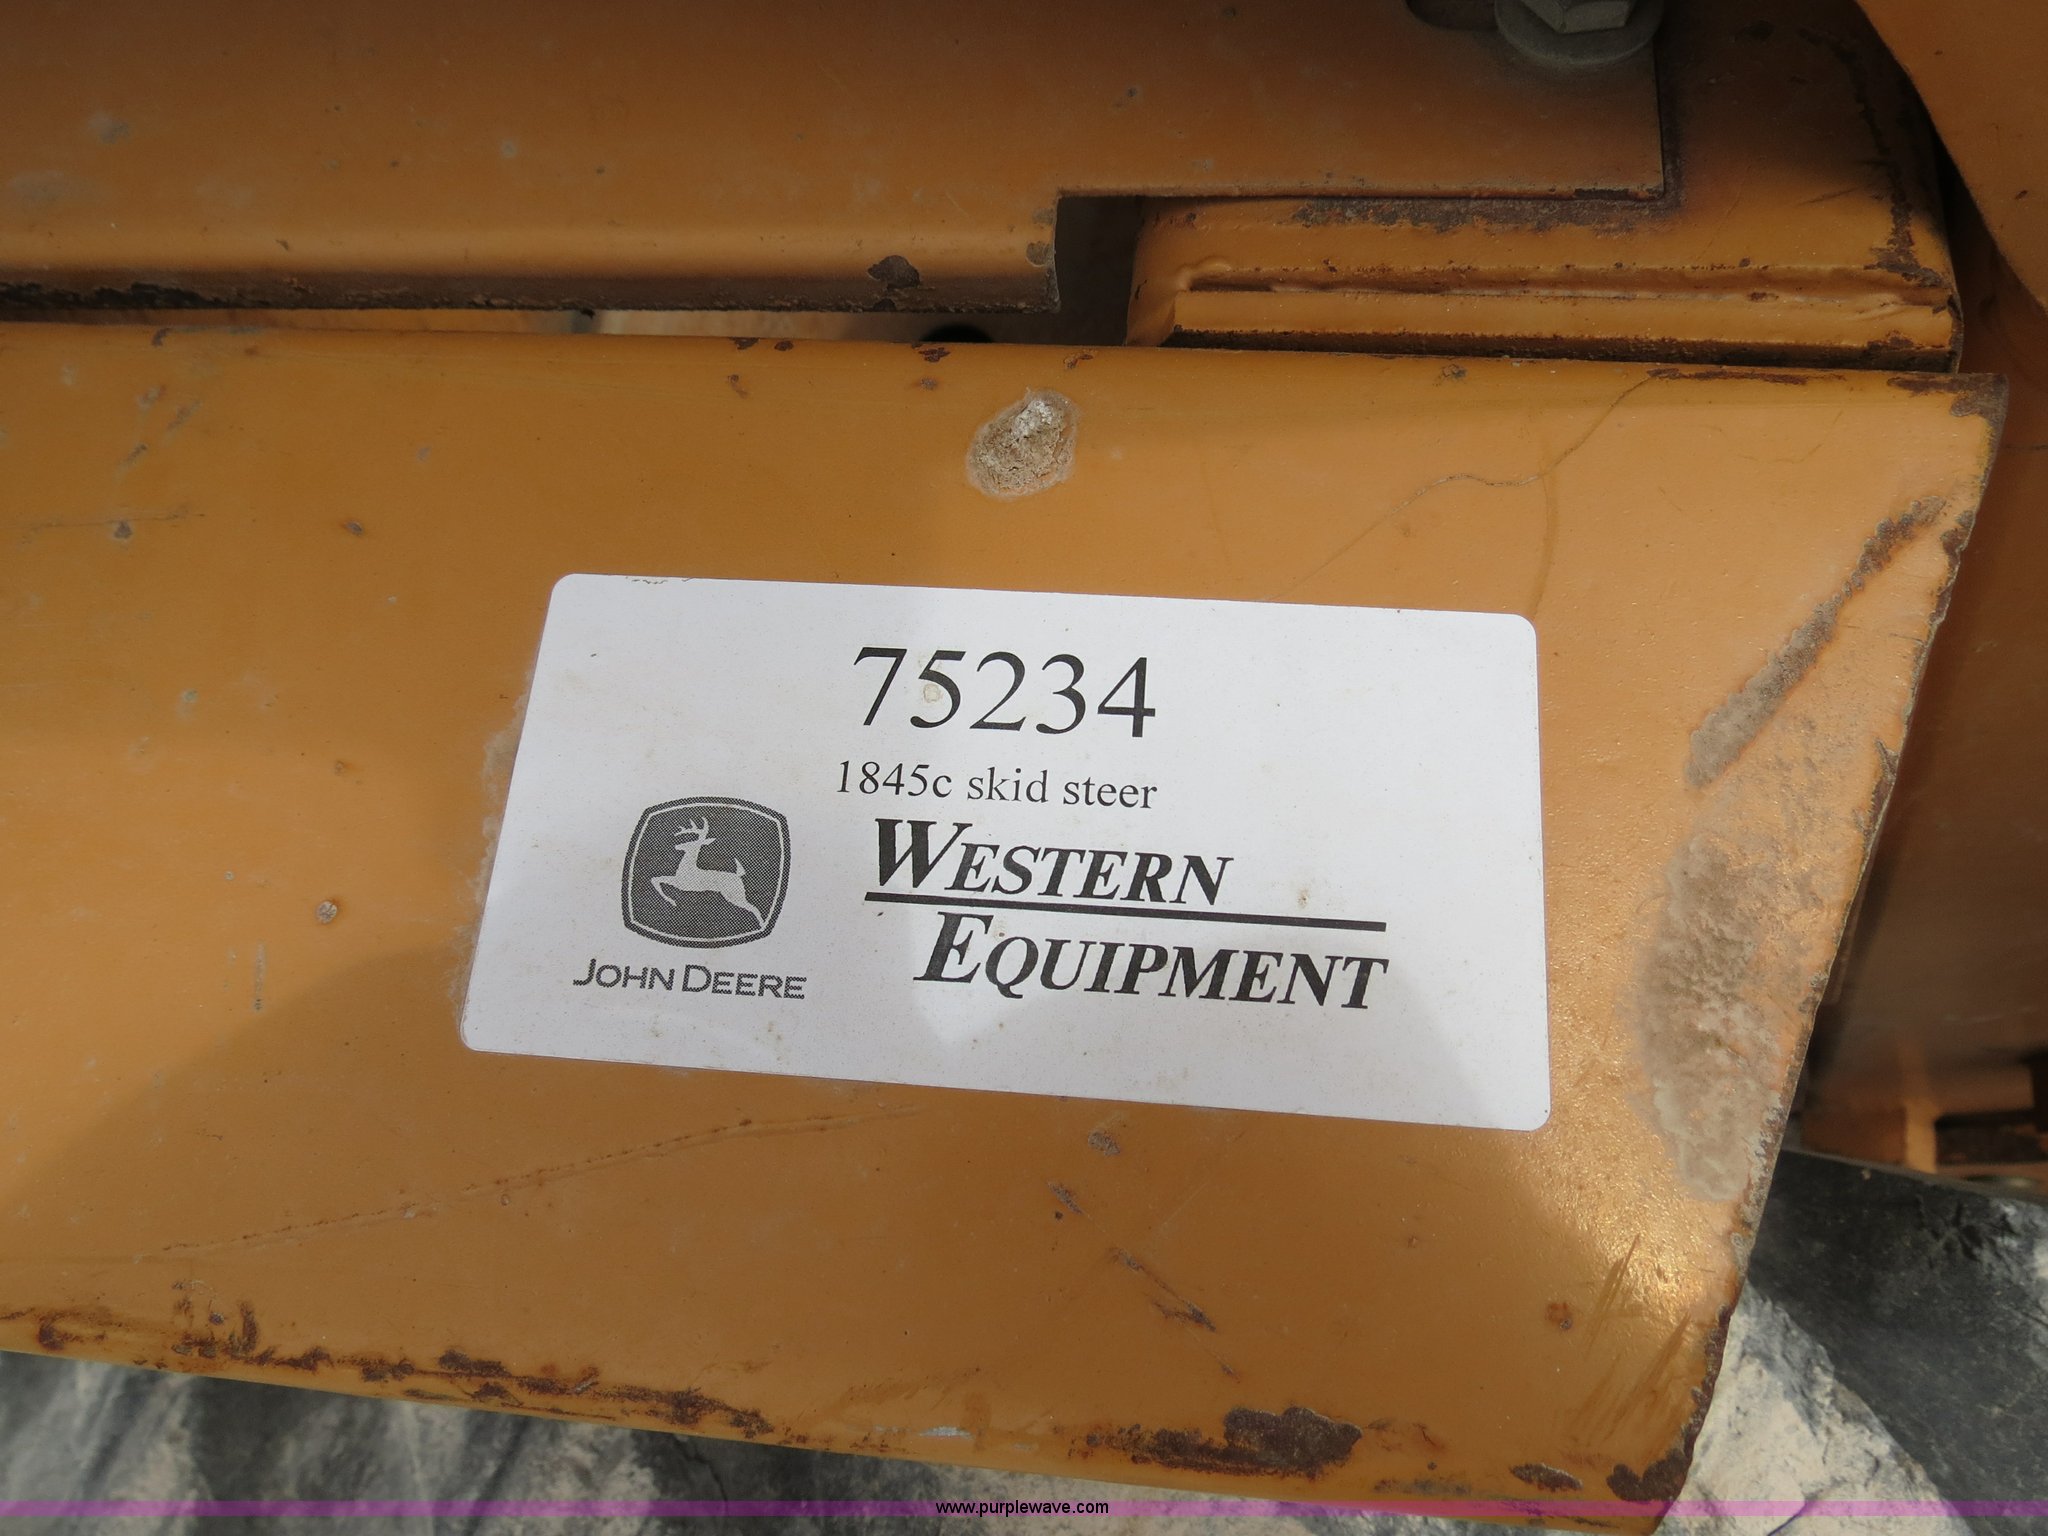 75234
1845c skid steer
JOHN DEERE
WESTERN
EQUIPMENT
www.purplewave.com